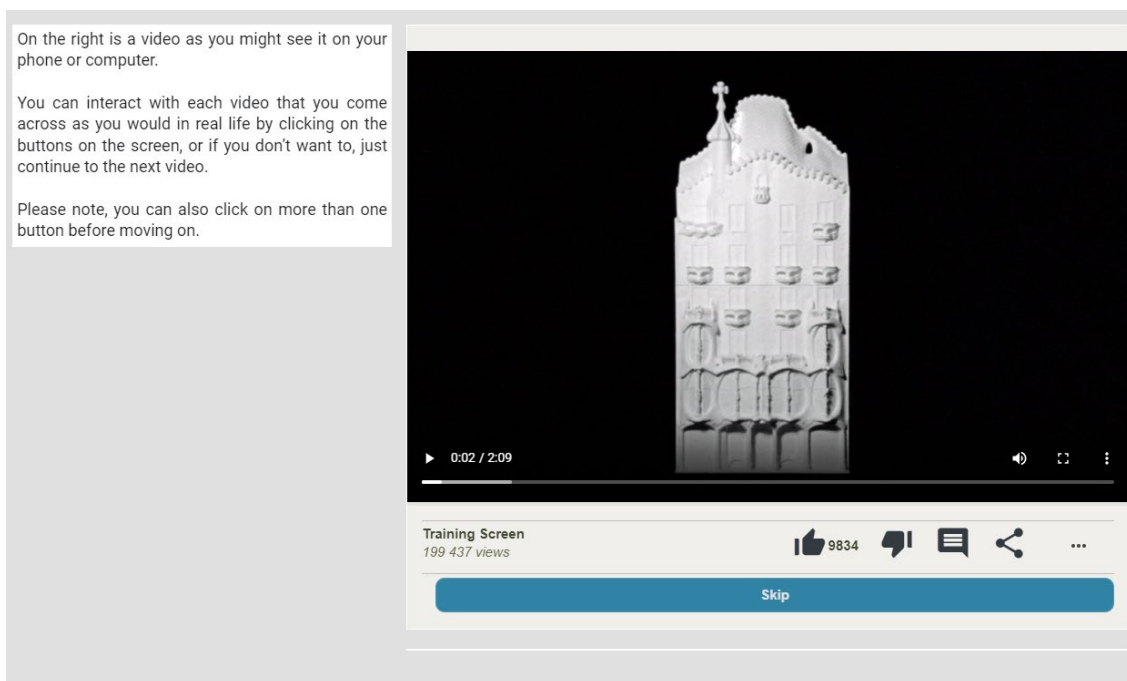 On the right is a video as you might see it on your
phone or computer.
You can interact with each video that you come
across as you would in real life by clicking on the
buttons on the screen, or if you don't want to, just
continue to the next video.
Please note, you can also click on more than one
button before moving on.
0:02 / 2:09
Training Screen
199 437 views
9834
Skip